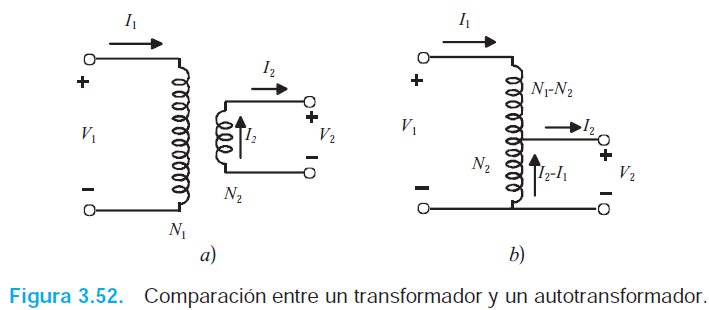 I₁
I₂
+
V₁
−
I₂
+
V₂
−
N₂
N₁
a)
I₁
+
V₁
−
N₁-N₂
N₂
I₂
I₂-I₁
+
V₂
−
b)
Figura 3.52. Comparación entre un transformador y un autotransformador.